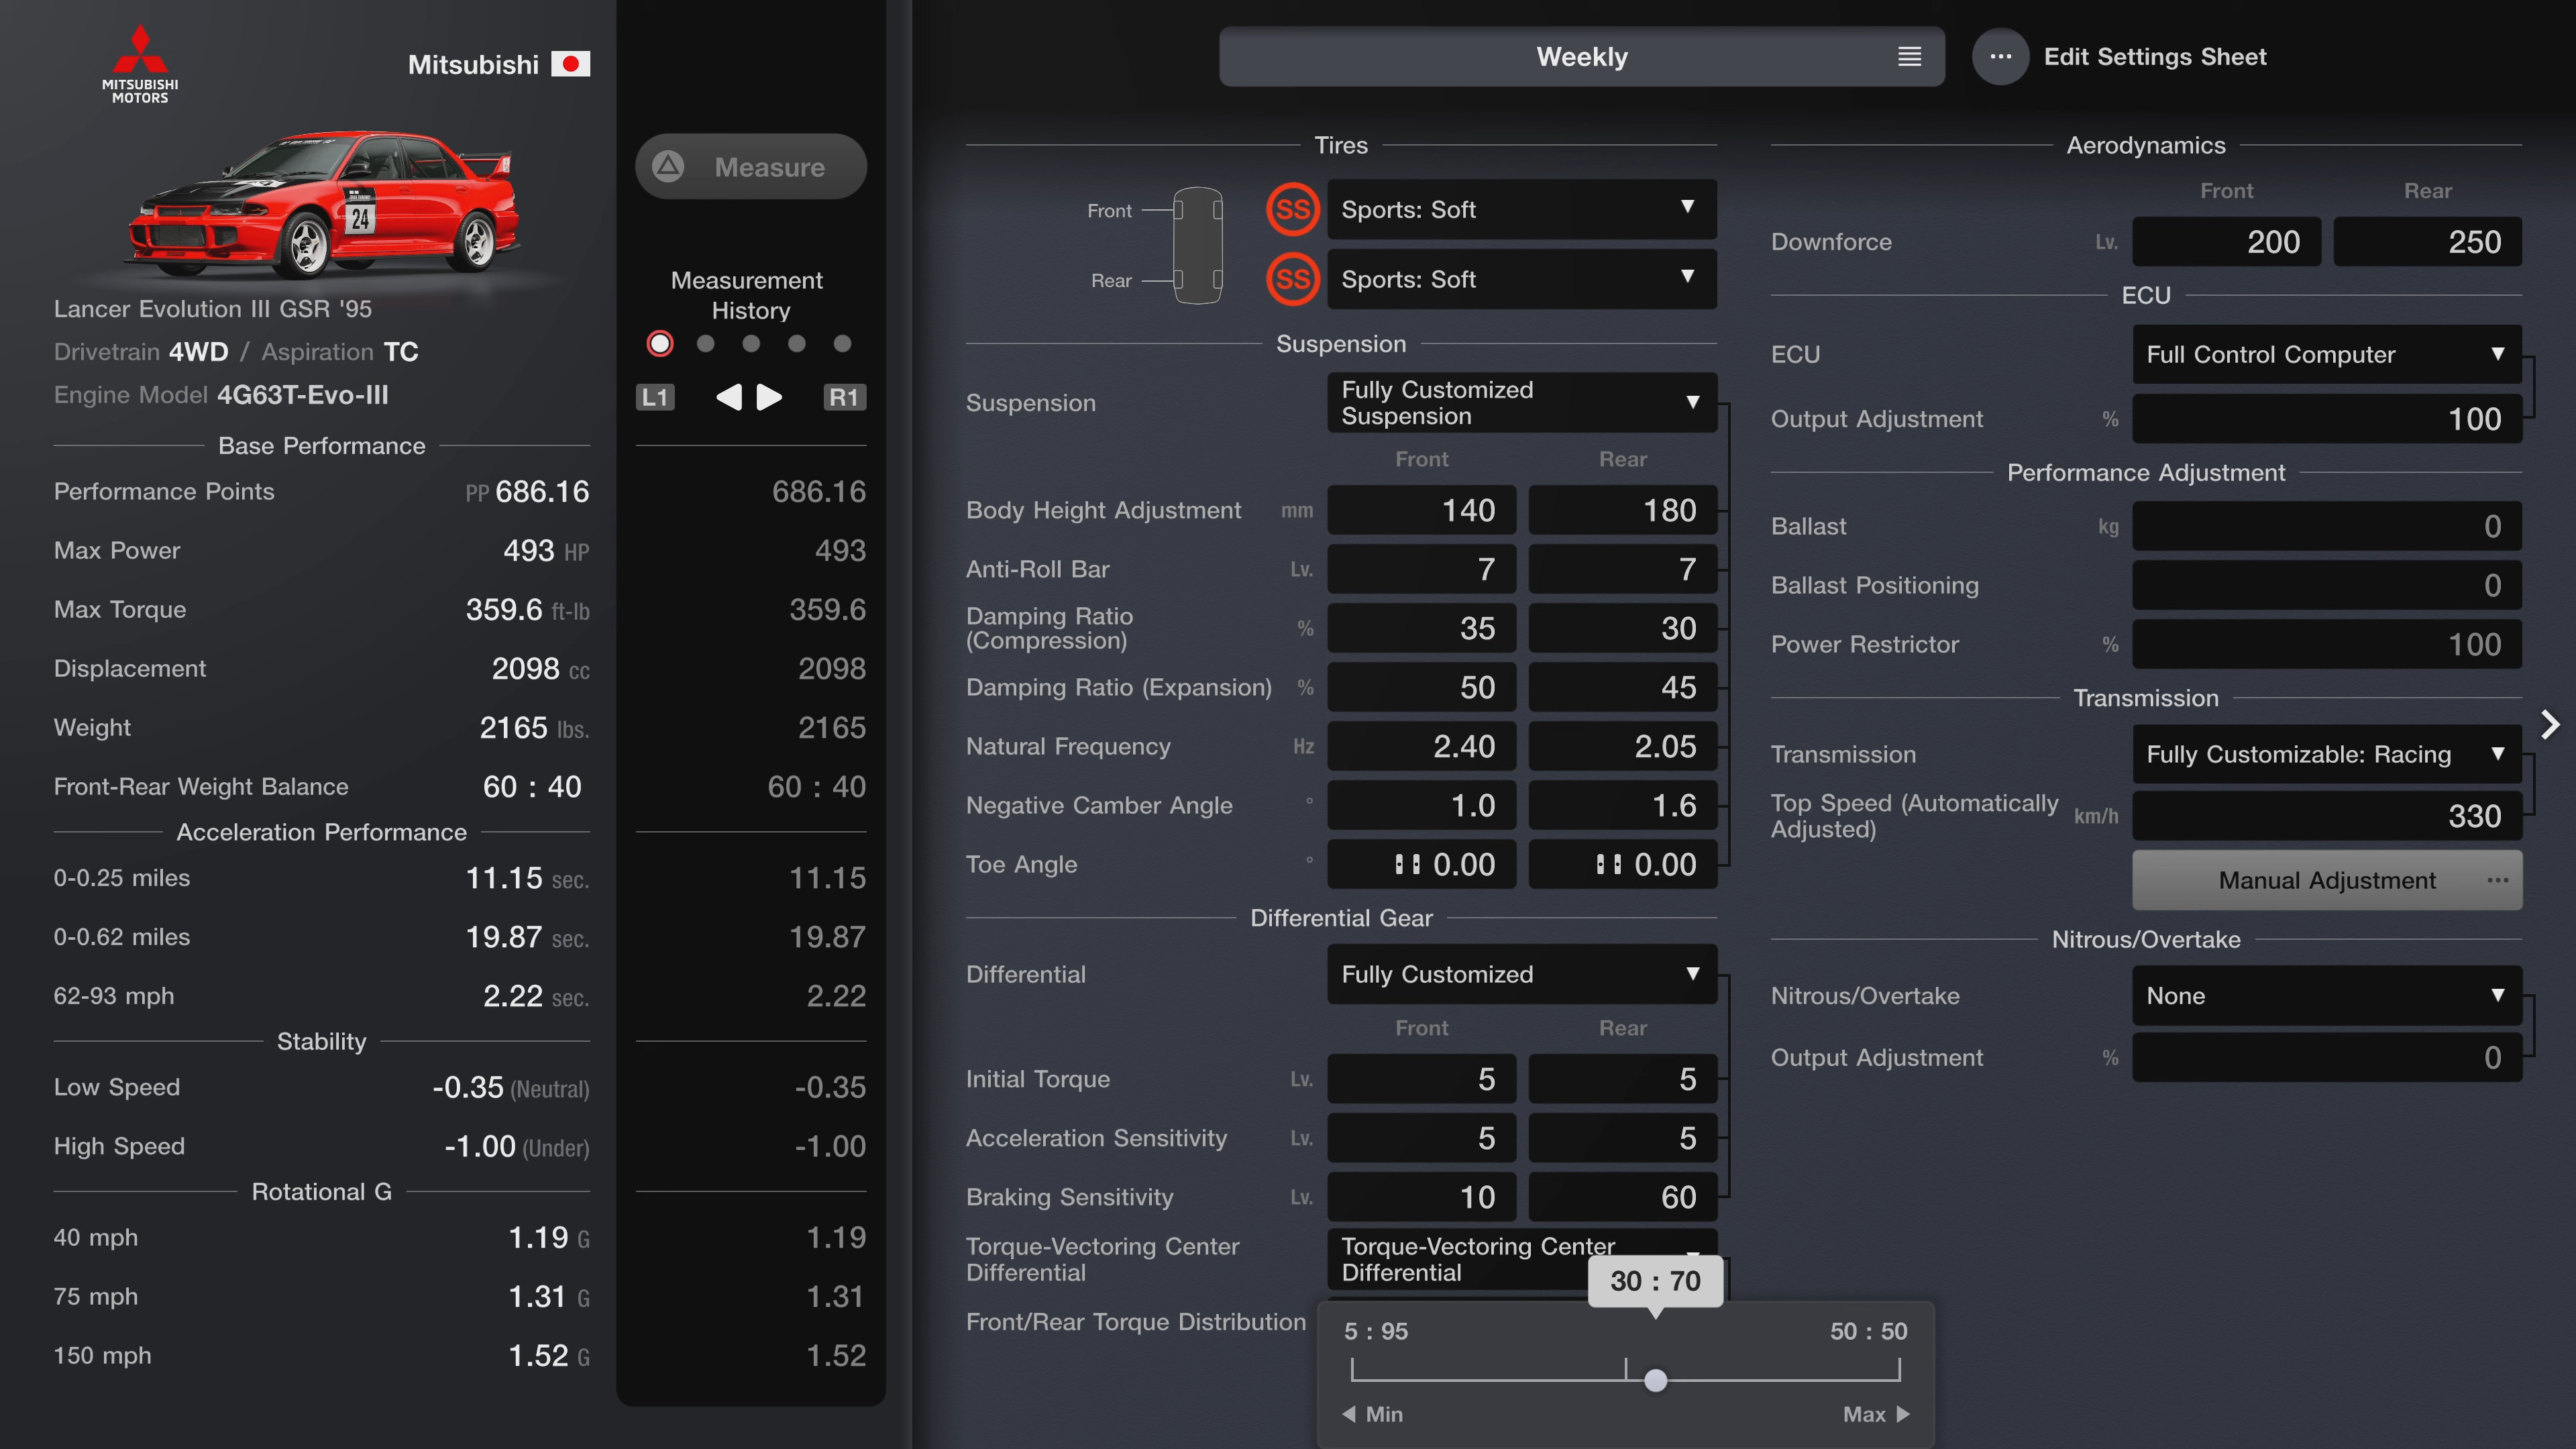 MITSUBISHI
MOTORS
Mitsubishi
24
Lancer Evolution III GSR '95
Drivetrain 4WD / Aspiration TC
Engine Model 4G63T-Evo-III
Base Performance
Performance Points PP 686.16
Max Power 493 HP
Max Torque 359.6 ft-lb
Displacement 2098 cc
Weight 2165 lbs.
Front-Rear Weight Balance 60 : 40
Acceleration Performance
0-0.25 miles 11.15 sec.
0-0.62 miles 19.87 sec.
62-93 mph 2.22 sec.
Stability
Low Speed -0.35 (Neutral)
High Speed -1.00 (Under)
Rotational G
40 mph 1.19 G
75 mph 1.31 G
150 mph 1.52 G
Measure
Measurement
History
L1 R1
686.16
493
359.6
2098
2165
60 : 40
11.15
19.87
2.22
-0.35
-1.00
1.19
1.31
1.52
Weekly
Edit Settings Sheet
Tires
Front SS Sports: Soft
Rear SS Sports: Soft
Suspension
Suspension Fully Customized
Suspension
Front Rear
Body Height Adjustment mm 140 180
Anti-Roll Bar Lv. 7 7
Damping Ratio
(Compression) % 35 30
Damping Ratio (Expansion) % 50 45
Natural Frequency Hz 2.40 2.05
Negative Camber Angle ° 1.0 1.6
Toe Angle ° 0.00 0.00
Differential Gear
Differential Fully Customized
Front Rear
Initial Torque Lv. 5 5
Acceleration Sensitivity Lv. 5 5
Braking Sensitivity Lv. 10 60
Torque-Vectoring Center
Differential
Torque-Vectoring Center
Differential
30 : 70
Front/Rear Torque Distribution
5 : 95 50 : 50
Min Max
Aerodynamics
Front Rear
Downforce Lv. 200 250
ECU
ECU Full Control Computer
Output Adjustment % 100
Performance Adjustment
Ballast kg 0
Ballast Positioning 0
Power Restrictor % 100
Transmission
Transmission Fully Customizable: Racing
Top Speed (Automatically
Adjusted) km/h 330
Manual Adjustment
Nitrous/Overtake
Nitrous/Overtake None
Output Adjustment % 0